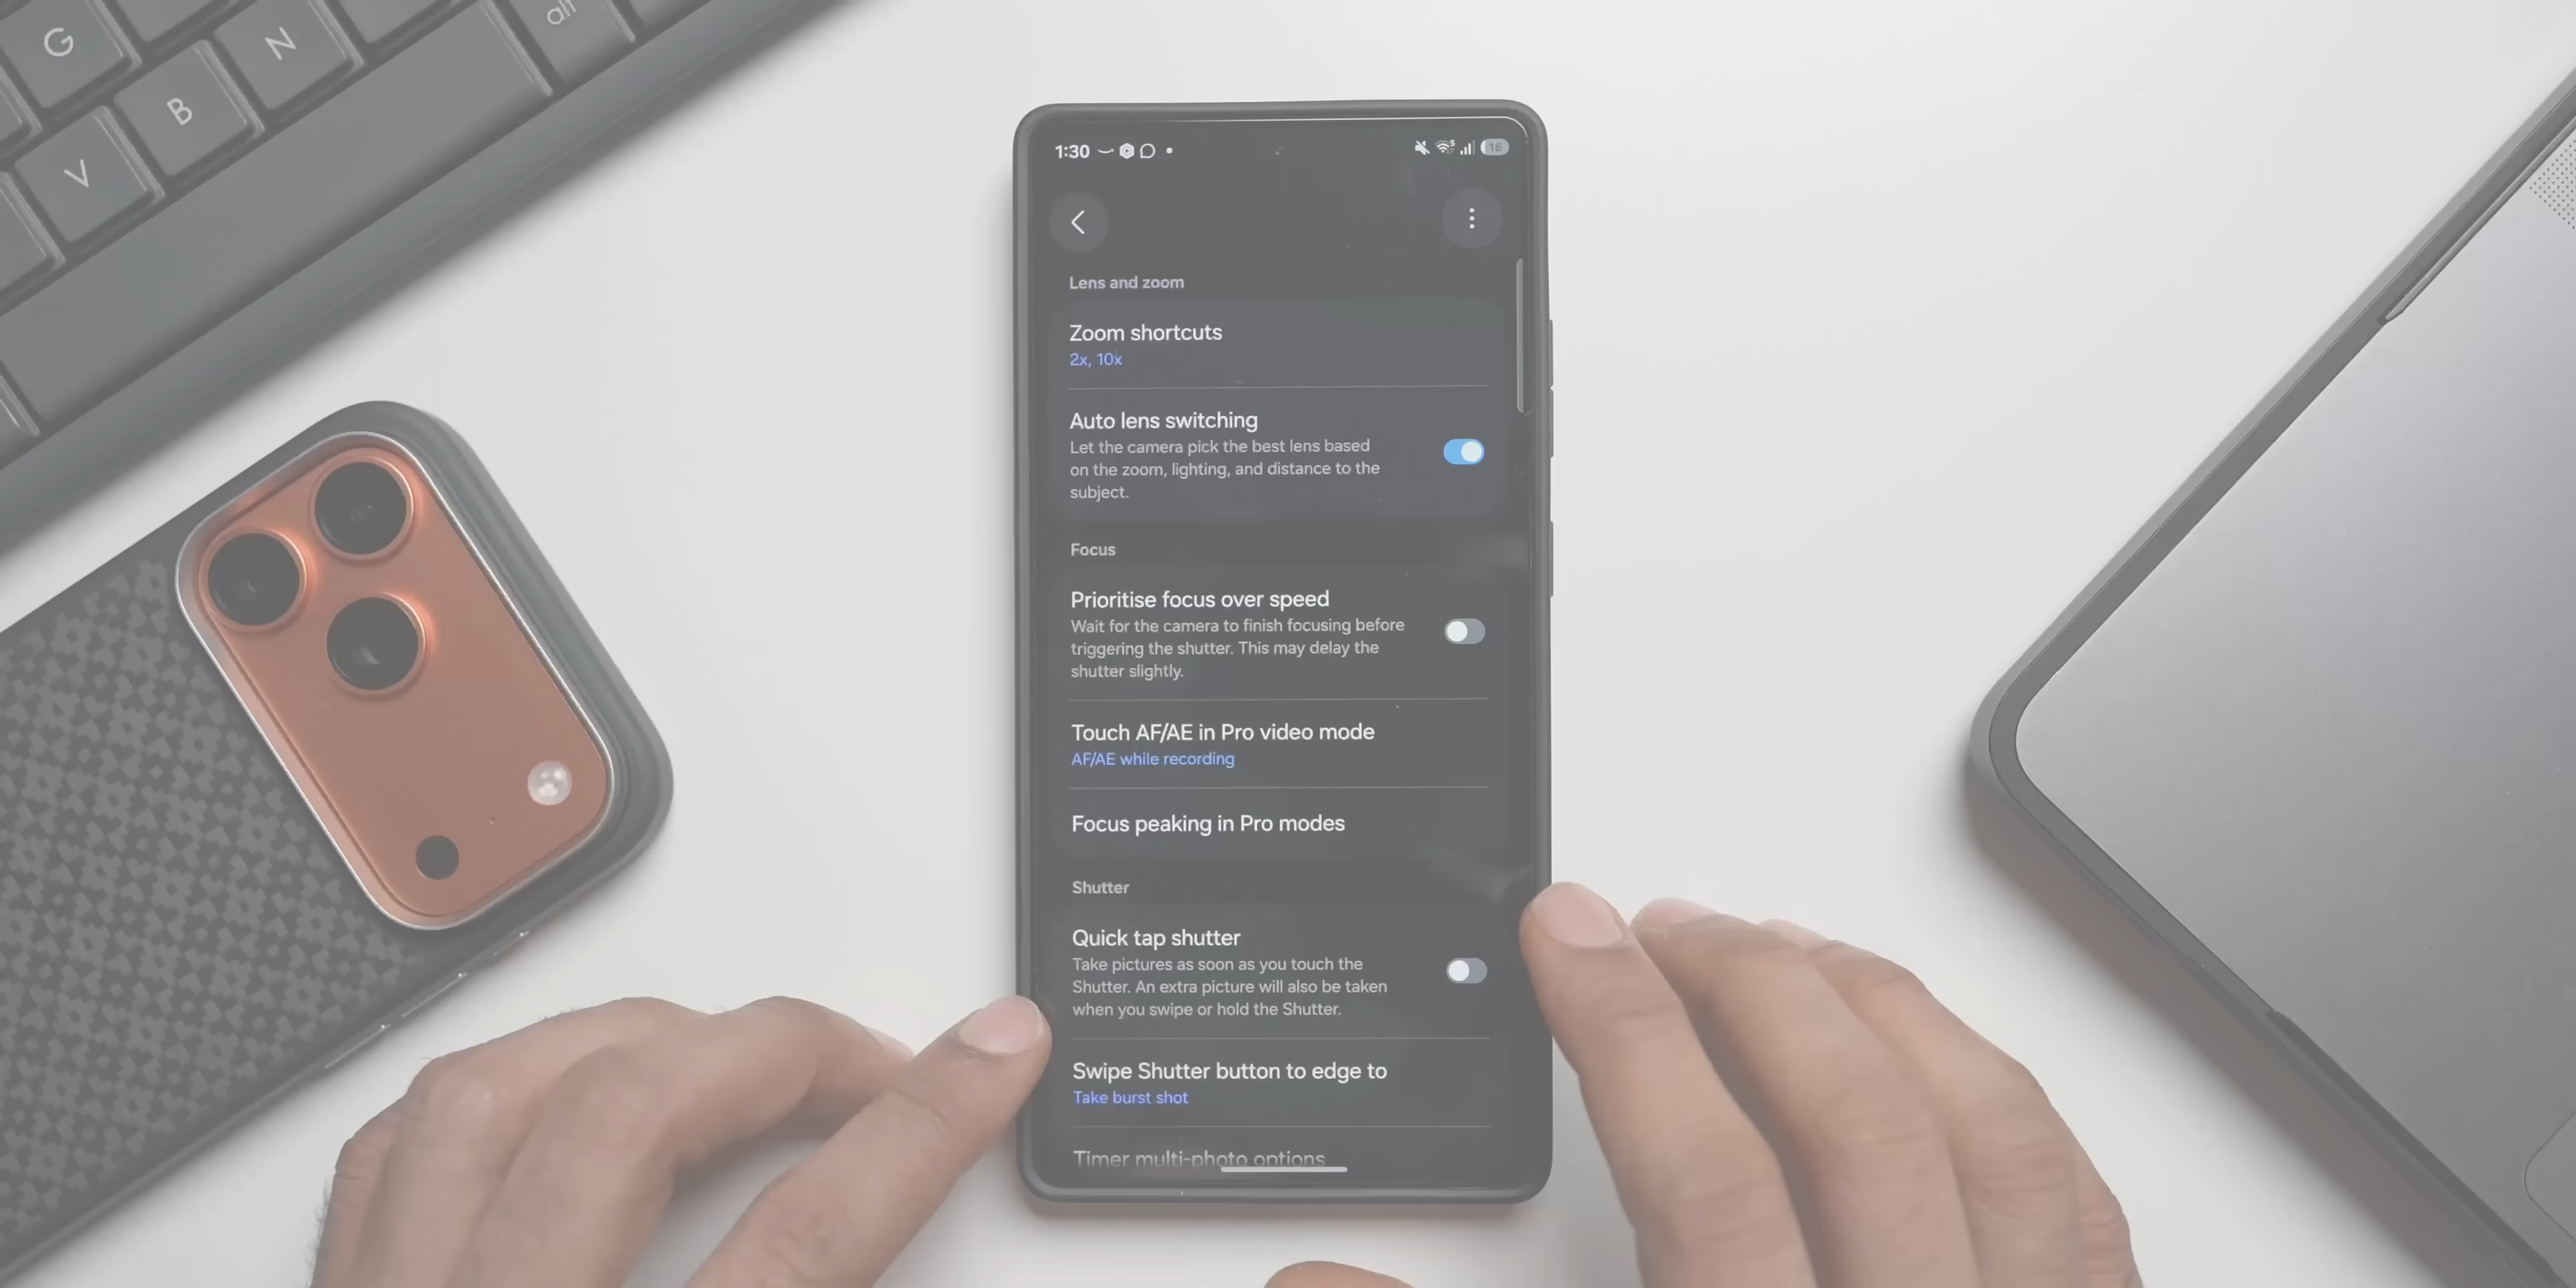 G
N
alt
B
V
1:30
16
Lens and zoom
Zoom shortcuts
2x, 10x
Auto lens switching
Let the camera pick the best lens based
on the zoom, lighting, and distance to the
subject.
Focus
Prioritise focus over speed
Wait for the camera to finish focusing before
triggering the shutter. This may delay the
shutter slightly.
Touch AF/AE in Pro video mode
AF/AE while recording
Focus peaking in Pro modes
Shutter
Quick tap shutter
Take pictures as soon as you touch the
Shutter. An extra picture will also be taken
when you swipe or hold the Shutter.
Swipe Shutter button to edge to
Take burst shot
Timer multi-photo options